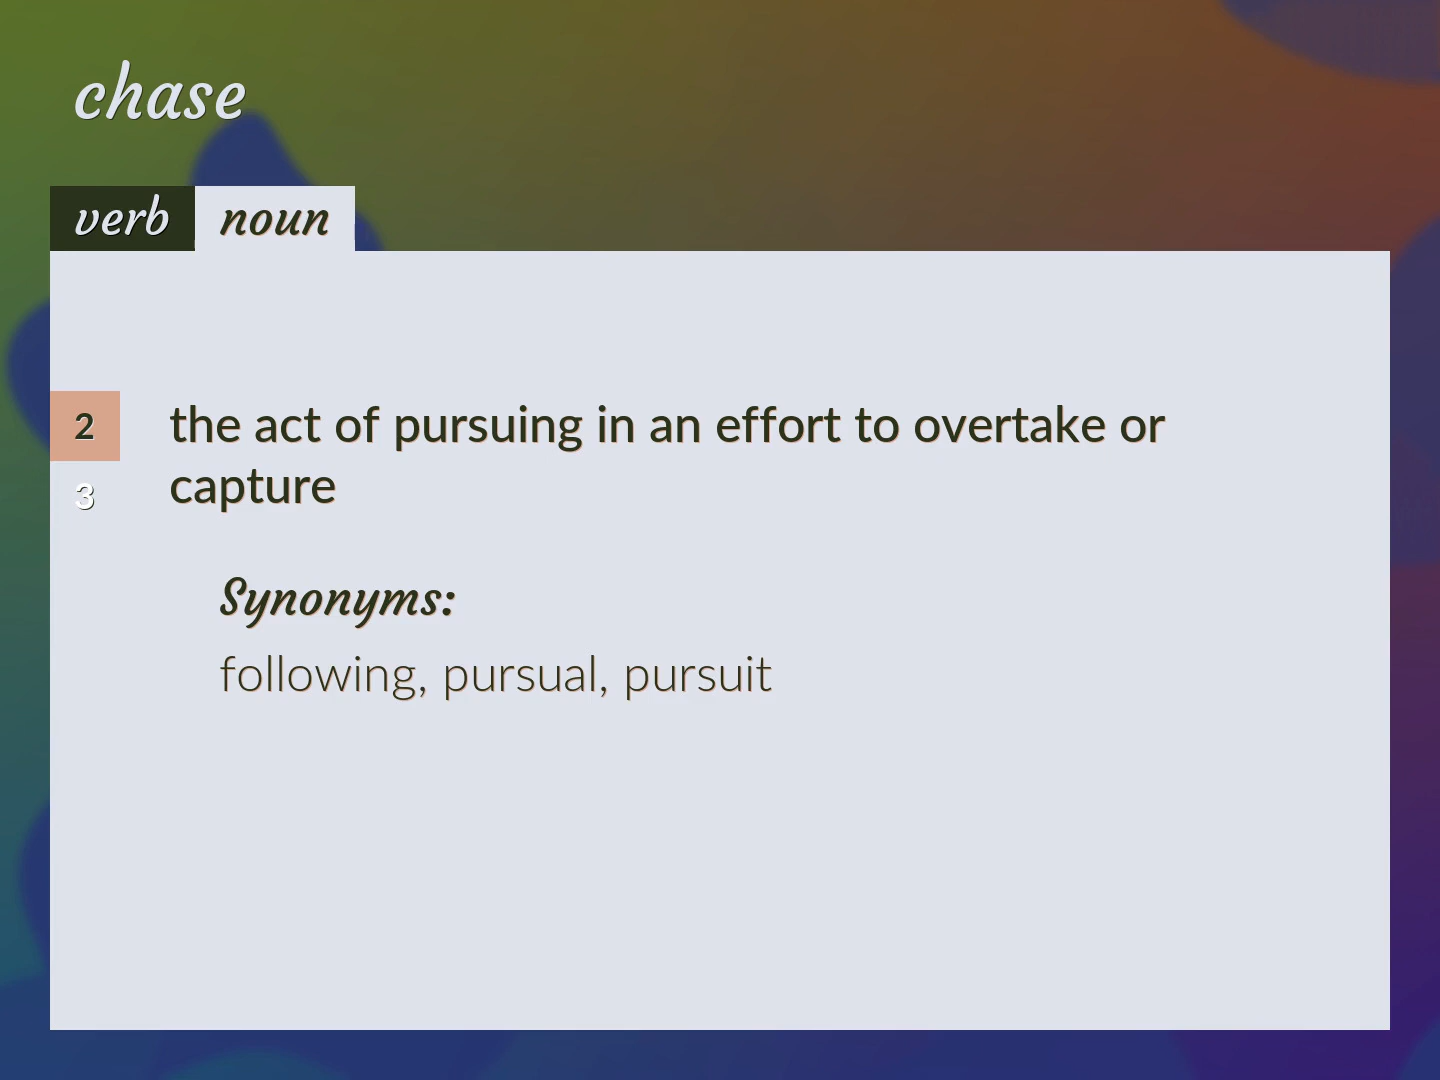 chase
verb noun
2 the act of pursuing in an effort to overtake or
3 capture
Synonyms:
following, pursual, pursuit